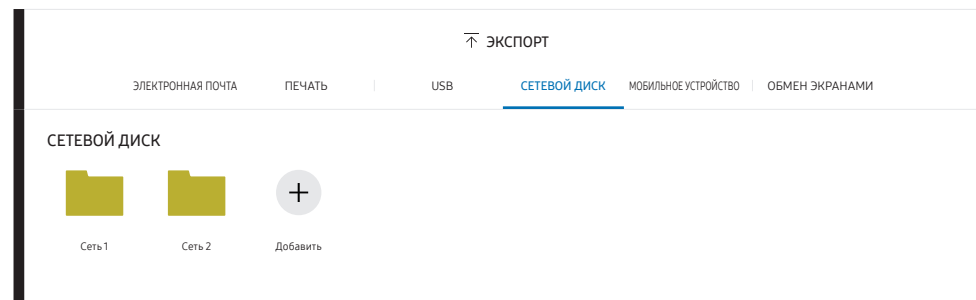 ЭКСПОРТ
ЭЛЕКТРОННАЯ ПОЧТА ПЕЧАТЬ USB СЕТЕВОЙ ДИСК МОБИЛЬНОЕ УСТРОЙСТВО ОБМЕН ЭКРАНАМИ
СЕТЕВОЙ ДИСК
Сеть 1 Сеть 2 Добавить